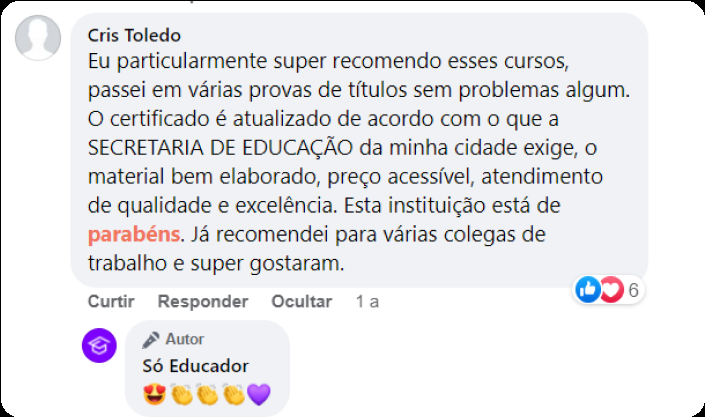 Cris Toledo
Eu particularmente super recomendo esses cursos,
passei em várias provas de títulos sem problemas algum.
O certificado é atualizado de acordo com o que a
SECRETARIA DE EDUCAÇÃO da minha cidade exige, o
material bem elaborado, preço acessível, atendimento
de qualidade e excelência. Esta instituição está de
parabéns. Já recomendei para várias colegas de
trabalho e super gostaram.
Curtir Responder Ocultar 1 a
6
Autor
Só Educador
😍👏👏👏💜